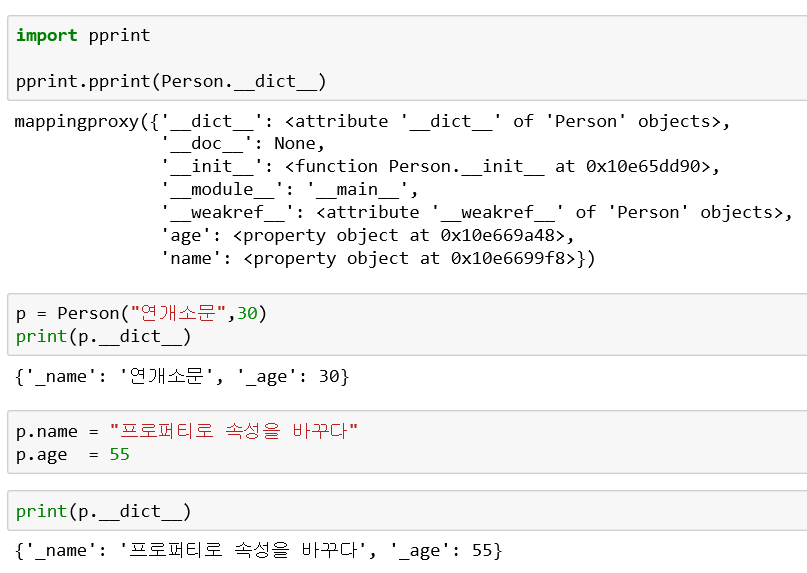 import pprint
pprint.pprint(Person.__dict__)
mappingproxy({'__dict__': <attribute '__dict__' of 'Person' objects>,
'__doc__': None,
'__init__': <function Person.__init__ at 0x10e65dd90>,
'__module__': '__main__',
'__weakref__': <attribute '__weakref__' of 'Person' objects>,
'age': <property object at 0x10e669a48>,
'name': <property object at 0x10e6699f8>})
p = Person("연개소문",30)
print(p.__dict__)
{'_name': '연개소문', '_age': 30}
p.name = "프로퍼티로 속성을 바꾸다"
p.age  = 55
print(p.__dict__)
{'_name': '프로퍼티로 속성을 바꾸다', '_age': 55}